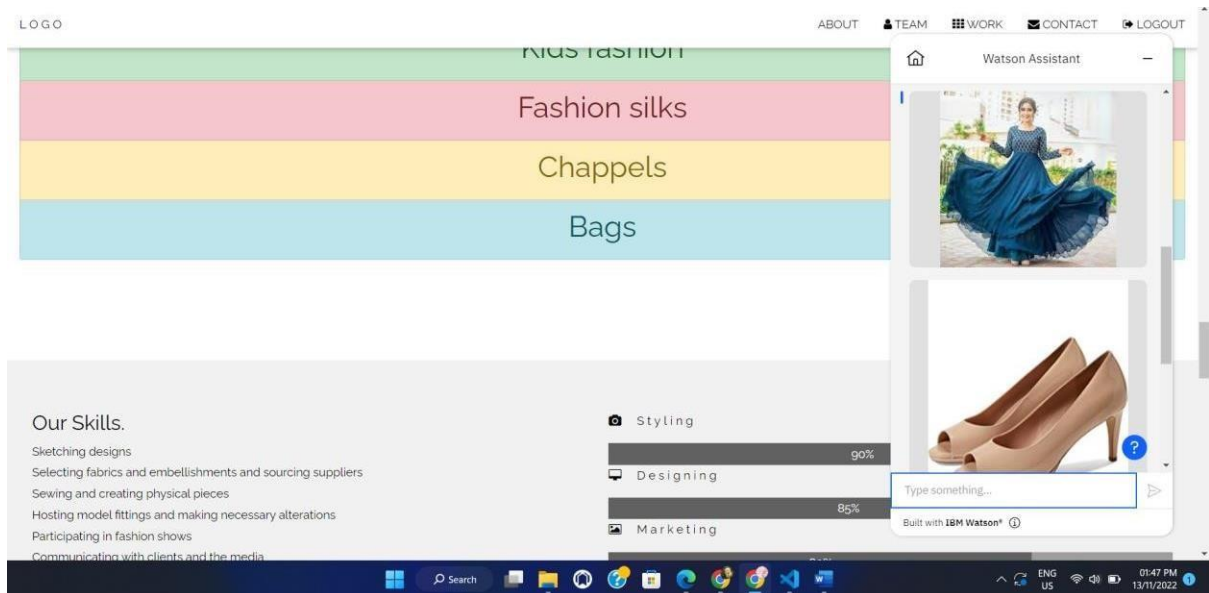 LOGO
ABOUT TEAM WORK CONTACT LOGOUT
Kids fashion
Fashion silks
Chappels
Bags
Our Skills.
Sketching designs
Selecting fabrics and embellishments and sourcing suppliers
Sewing and creating physical pieces
Hosting model fittings and making necessary alterations
Participating in fashion shows
Communicating with clients and the media
Styling
90%
Designing
85%
Marketing
Watson Assistant
?
Type something...
Built with IBM Watson®
Search
ENG
US
01:47 PM
13/11/2022
1